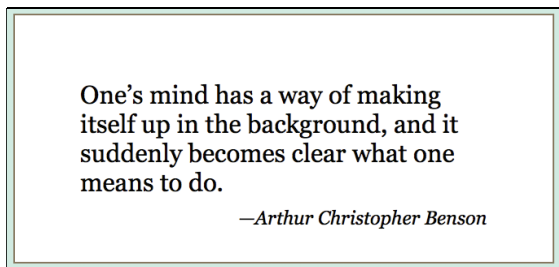 One’s mind has a way of making
itself up in the background, and it
suddenly becomes clear what one
means to do.
—Arthur Christopher Benson